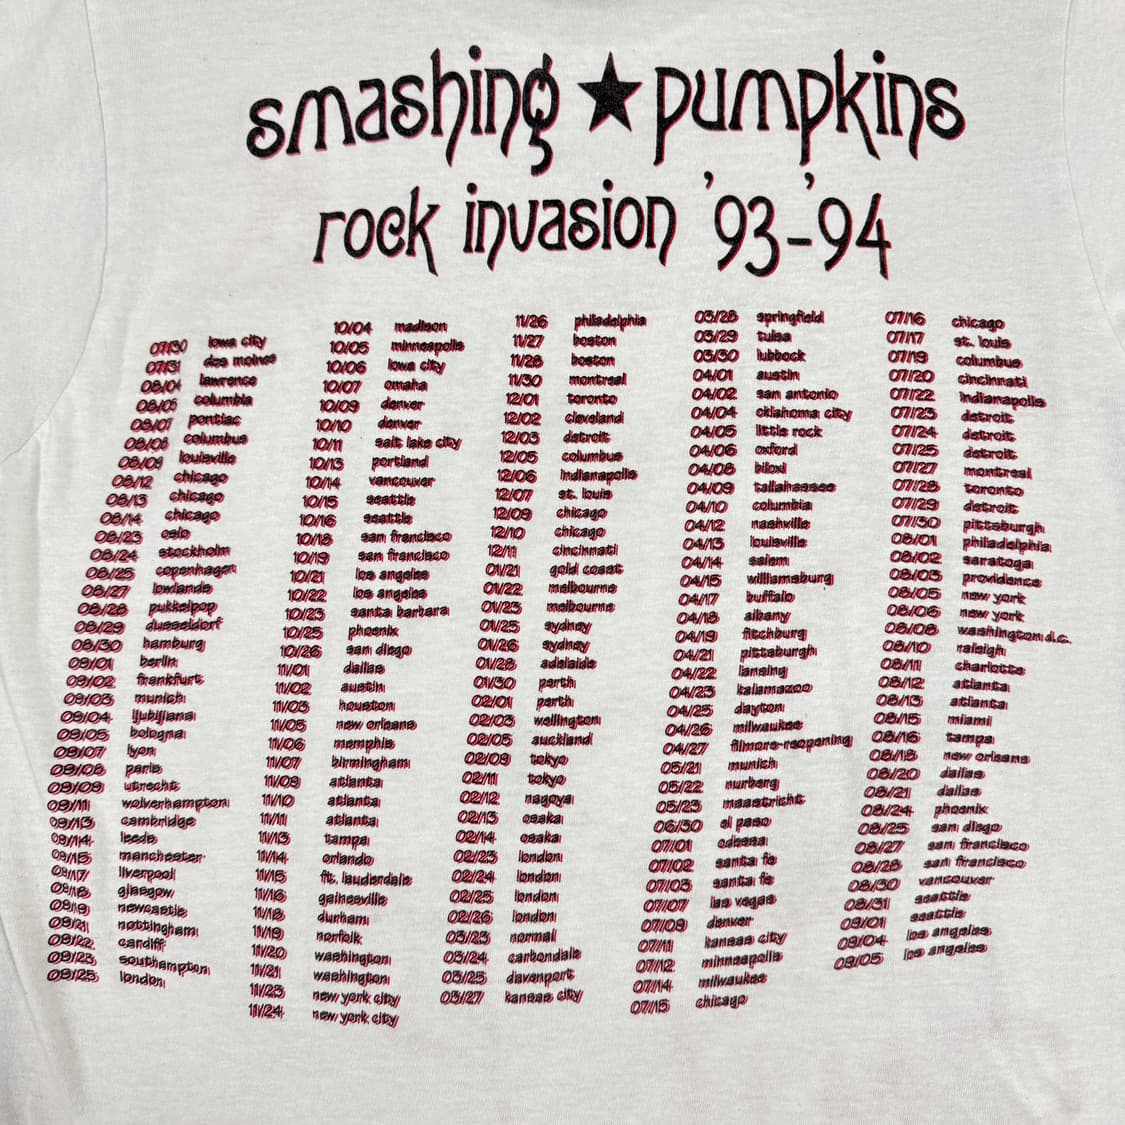 smashing ★ pumpkins
rock invasion '93-'94
07/30 iowa city
07/31 des moines
08/04 lawrence
08/05 columbia
08/07 pontiac
08/08 columbus
08/09 louisville
08/12 chicago
08/13 chicago
08/14 chicago
08/23 oslo
08/24 stockholm
08/25 copenhagen
08/27 lowlands
08/28 pukkelpop
08/29 dusseldorf
08/30 hamburg
09/01 berlin
09/02 frankfurt
09/03 munich
09/04 ljubljiana
09/05 bologna
09/07 lyon
09/08 paris
09/09 utrecht
09/11 wolverhampton
09/13 cambridge
09/14 leeds
09/15 manchester
09/17 liverpool
09/18 glasgow
09/19 newcastle
09/21 nottingham
09/22 cardiff
09/23 southampton
09/25 london
10/04 madison
10/05 minneapolis
10/06 iowa city
10/07 omaha
10/09 denver
10/10 denver
10/11 salt lake city
10/13 portland
10/14 vancouver
10/15 seattle
10/16 seattle
10/18 san francisco
10/19 san francisco
10/21 los angeles
10/22 los angeles
10/23 santa barbara
10/25 phoenix
10/26 san diego
11/01 dallas
11/02 austin
11/03 houston
11/05 new orleans
11/06 memphis
11/07 birmingham
11/09 atlanta
11/10 atlanta
11/11 atlanta
11/13 tampa
11/14 orlando
11/15 ft. lauderdale
11/16 gainesville
11/18 durham
11/19 norfolk
11/20 washington
11/21 washington
11/23 new york city
11/24 new york city
11/26 philadelphia
11/27 boston
11/28 boston
11/30 montreal
12/01 toronto
12/02 cleveland
12/03 detroit
12/05 columbus
12/06 indianapolis
12/07 st. louis
12/09 chicago
12/10 chicago
12/11 cincinnati
01/21 gold coast
01/22 melbourne
01/23 melbourne
01/25 sydney
01/26 sydney
01/28 adelaide
01/30 perth
02/01 perth
02/03 wellington
02/05 auckland
02/09 tokyo
02/11 tokyo
02/12 nagoya
02/13 osaka
02/14 osaka
02/23 london
02/24 london
02/25 london
02/26 london
03/23 normal
03/24 carbondale
03/25 davenport
03/27 kansas city
03/28 springfield
03/29 tulsa
03/30 lubbock
04/01 austin
04/02 san antonio
04/04 oklahoma city
04/05 little rock
04/06 oxford
04/08 biloxi
04/09 tallahassee
04/10 columbia
04/12 nashville
04/13 louisville
04/14 salem
04/15 williamsburg
04/17 buffalo
04/18 albany
04/19 fitchburg
04/21 pittsburgh
04/22 lansing
04/23 kalamazoo
04/25 dayton
04/26 milwaukee
04/27 filmore-reopening
05/21 munich
05/22 nurberg
05/23 maastricht
06/30 el paso
07/01 odessa
07/02 santa fe
07/03 santa fe
07/07 las vegas
07/09 denver
07/11 kansas city
07/12 minneapolis
07/14 milwaukee
07/15 chicago
07/16 chicago
07/17 st. louis
07/19 columbus
07/20 cincinnati
07/22 indianapolis
07/23 detroit
07/24 detroit
07/25 detroit
07/27 montreal
07/28 toronto
07/29 detroit
07/30 pittsburgh
08/01 philadelphia
08/02 saratoga
08/03 providence
08/05 new york
08/06 new york
08/08 washington d.c.
08/10 raleigh
08/11 charlotte
08/12 atlanta
08/13 atlanta
08/15 miami
08/16 tampa
08/18 new orleans
08/20 dallas
08/21 dallas
08/24 phoenix
08/25 san diego
08/27 san francisco
08/28 san francisco
08/30 vancouver
08/31 seattle
09/01 seattle
09/04 los angeles
09/05 los angeles